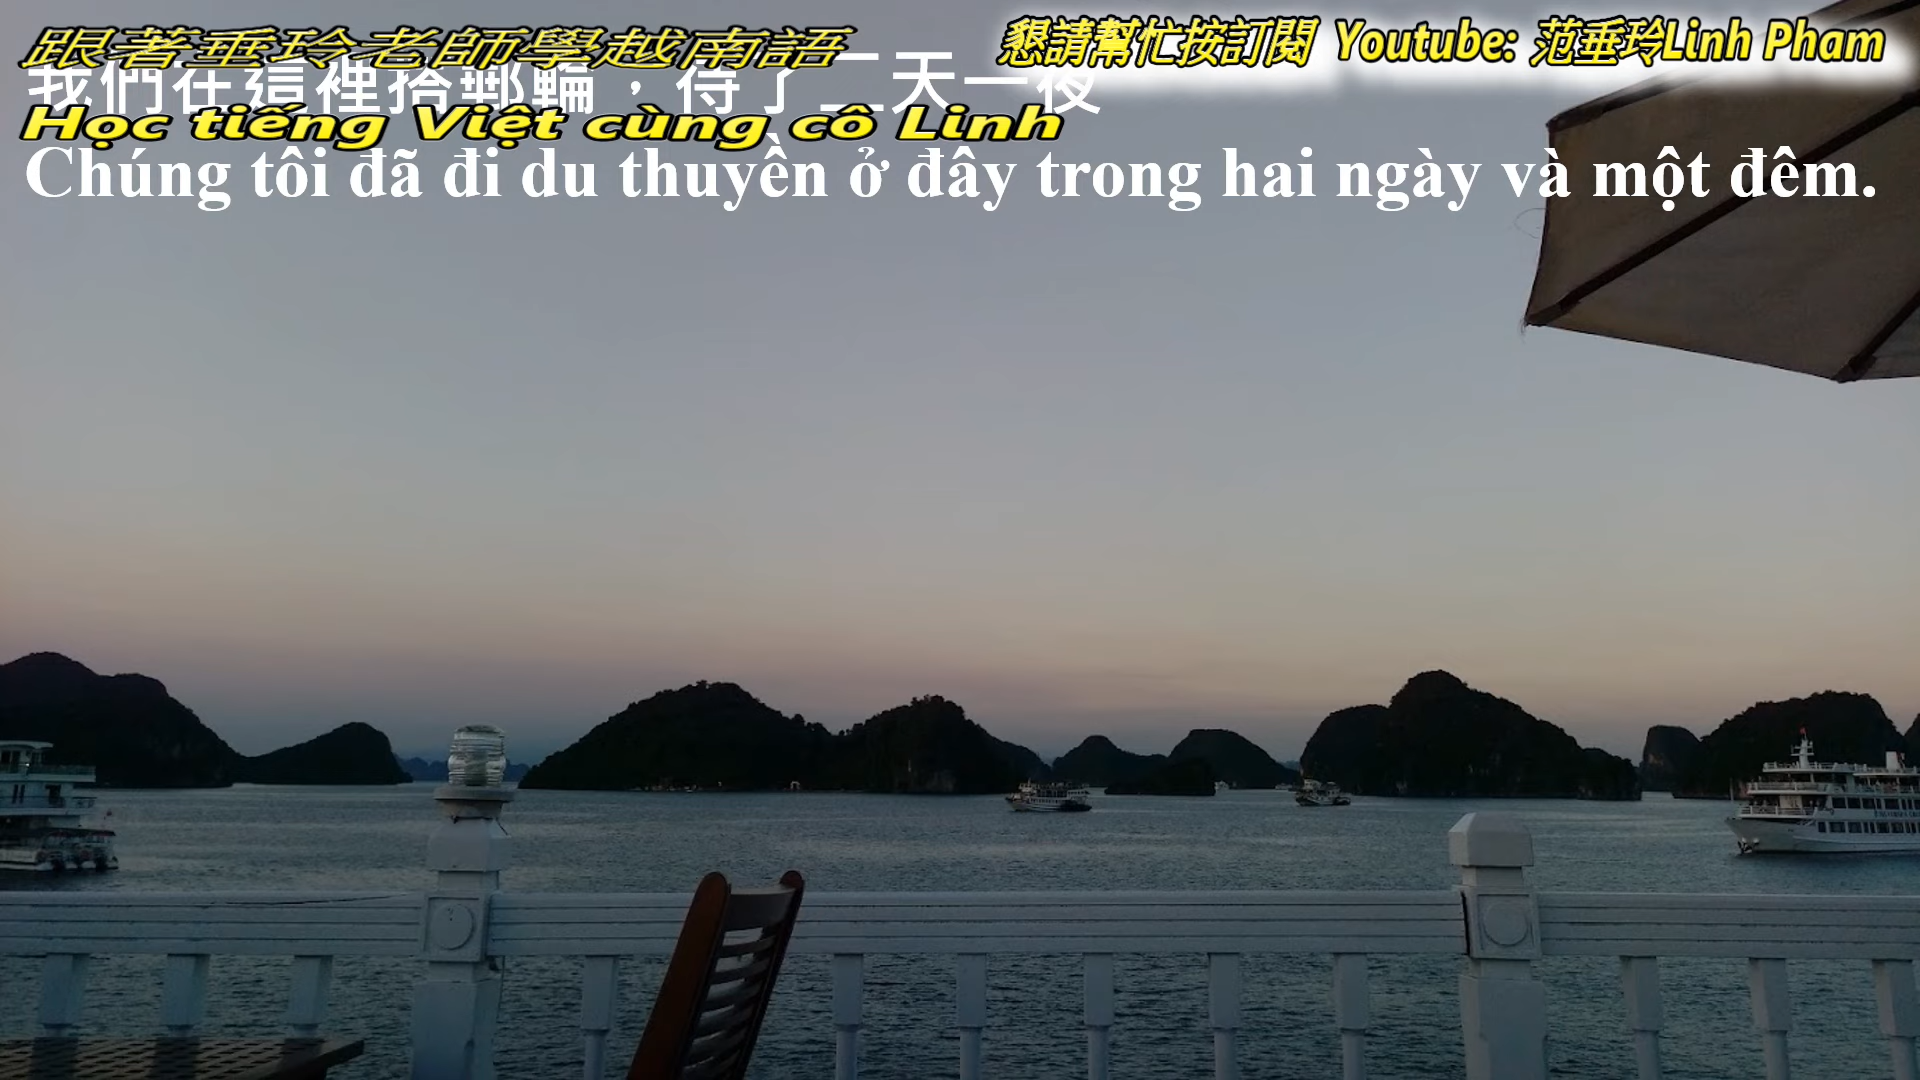 跟著垂玲老師學越南語
懇請幫忙按訂閱 Youtube: 范垂玲Linh Pham
我們在這裡搭郵輪，待了二天一夜
Học tiếng Việt cùng cô Linh
Chúng tôi đã đi du thuyền ở đây trong hai ngày và một đêm.